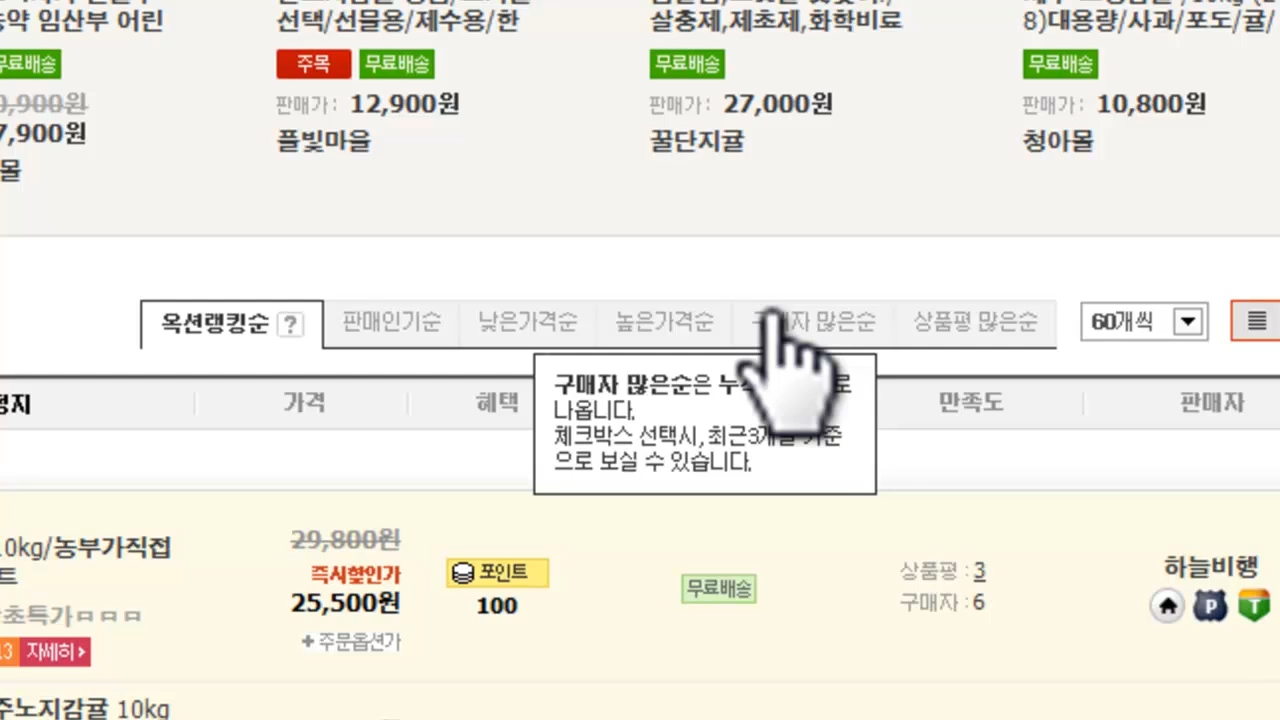 약 임산부 어린
선택/선물용/제수용/한
살충제,제초제,화학비료
8)대용량/사과/포도/귤/
무료배송
주목 무료배송
무료배송
무료배송
0,900원
7,900원
몰
판매가: 12,900원
플빛마을
판매가: 27,000원
꿀단지귤
판매가: 10,800원
청아몰
옥션랭킹순 ? 판매인기순 낮은가격순 높은가격순 많은순 상품평 많은순 60개씩
정지 가격 혜택 만족도 판매자
구매자 많은순은
나옵니다.
체크박스 선택시, 최근3개월 기준
으로 보실 수 있습니다.
10kg/농부가직접
트
초특가ㅁㅁㅁ
13 자세히
29,800원
즉시할인가
25,500원
+주문옵션가
포인트
100
무료배송
상품평 : 3
구매자 : 6
하늘비행
P T
주노지감귤 10kg